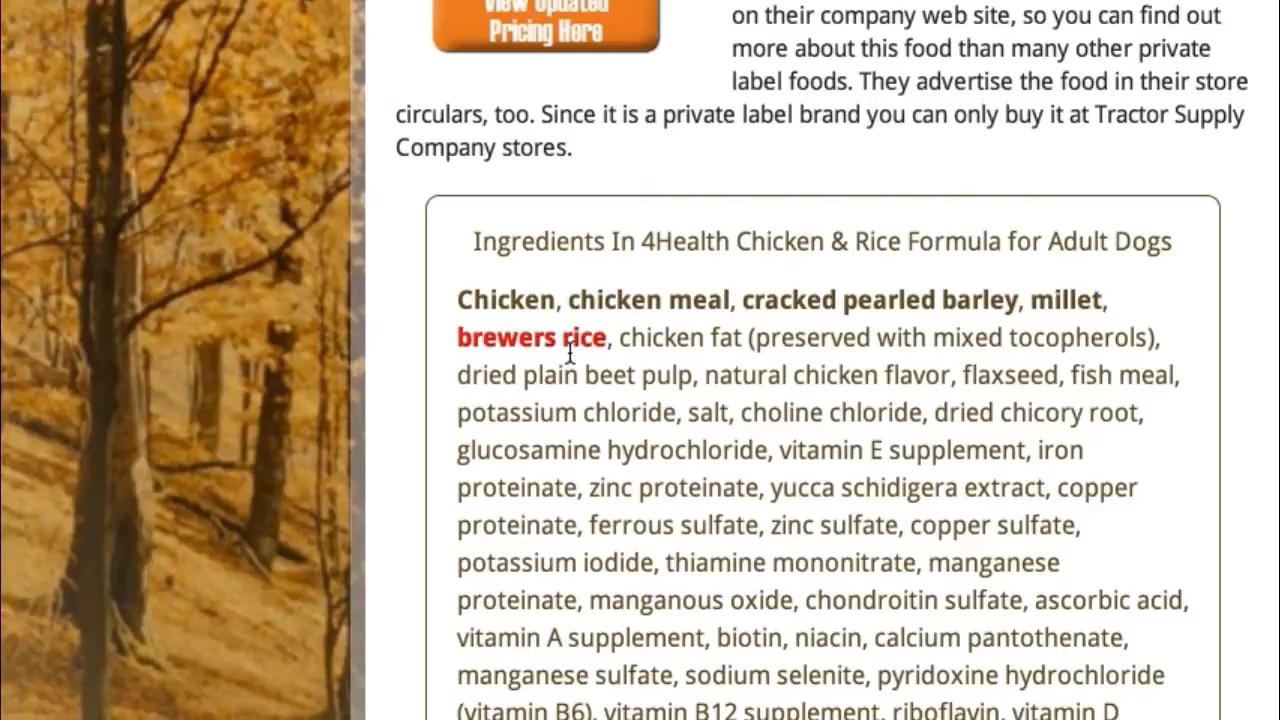 View Updated
Pricing Here
on their company web site, so you can find out
more about this food than many other private
label foods. They advertise the food in their store
circulars, too. Since it is a private label brand you can only buy it at Tractor Supply
Company stores.
Ingredients In 4Health Chicken & Rice Formula for Adult Dogs
Chicken, chicken meal, cracked pearled barley, millet,
brewers rice, chicken fat (preserved with mixed tocopherols),
dried plain beet pulp, natural chicken flavor, flaxseed, fish meal,
potassium chloride, salt, choline chloride, dried chicory root,
glucosamine hydrochloride, vitamin E supplement, iron
proteinate, zinc proteinate, yucca schidigera extract, copper
proteinate, ferrous sulfate, zinc sulfate, copper sulfate,
potassium iodide, thiamine mononitrate, manganese
proteinate, manganous oxide, chondroitin sulfate, ascorbic acid,
vitamin A supplement, biotin, niacin, calcium pantothenate,
manganese sulfate, sodium selenite, pyridoxine hydrochloride
(vitamin B6), vitamin B12 supplement, riboflavin, vitamin D